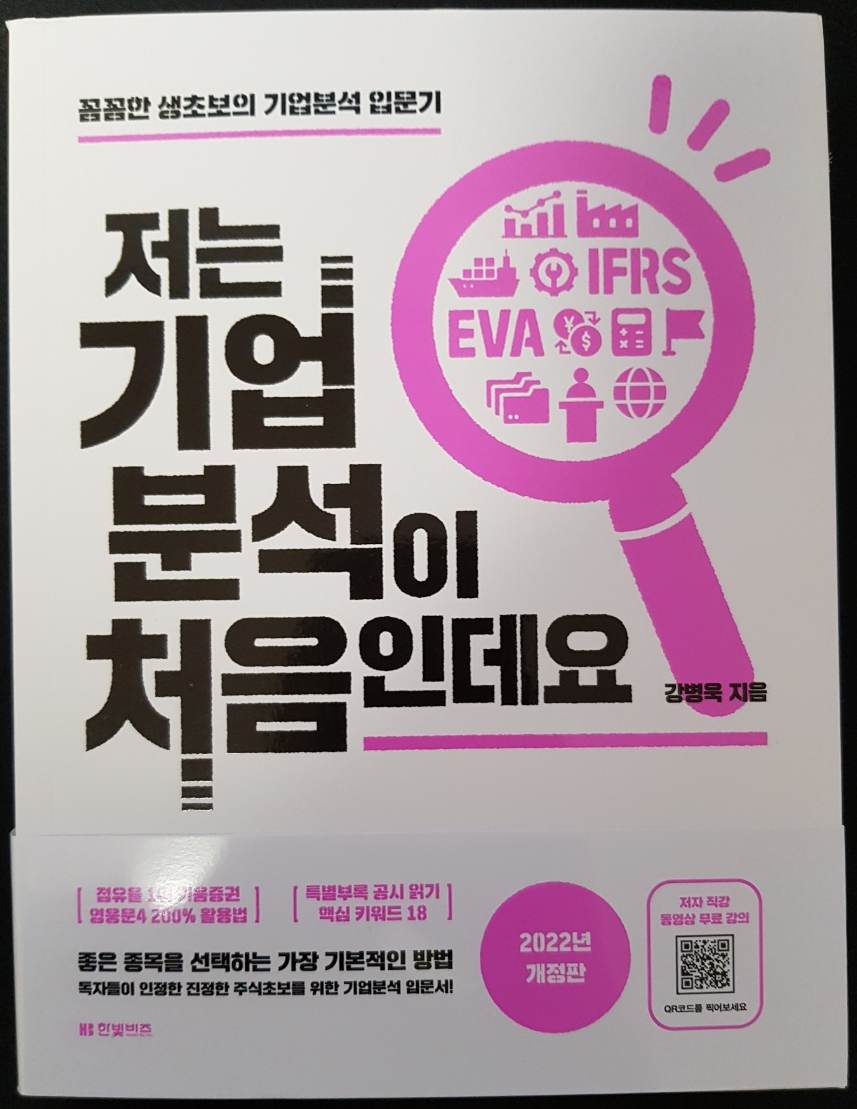 꼼꼼한 생초보의 기업분석 입문기
저는
기업
분석이
처음인데요
IFRS
EVA
강병욱 지음
[ 점유율 키움증권
영웅문4 200% 활용법 ]
[ 특별부록 공시 읽기
핵심 키워드 18 ]
좋은 종목을 선택하는 가장 기본적인 방법
독자들이 인정한 진정한 주식초보를 위한 기업분석 입문서!
HB 한빛비즈
2022년
개정판
저자 직강
동영상 무료 강의
QR코드를 찍어보세요